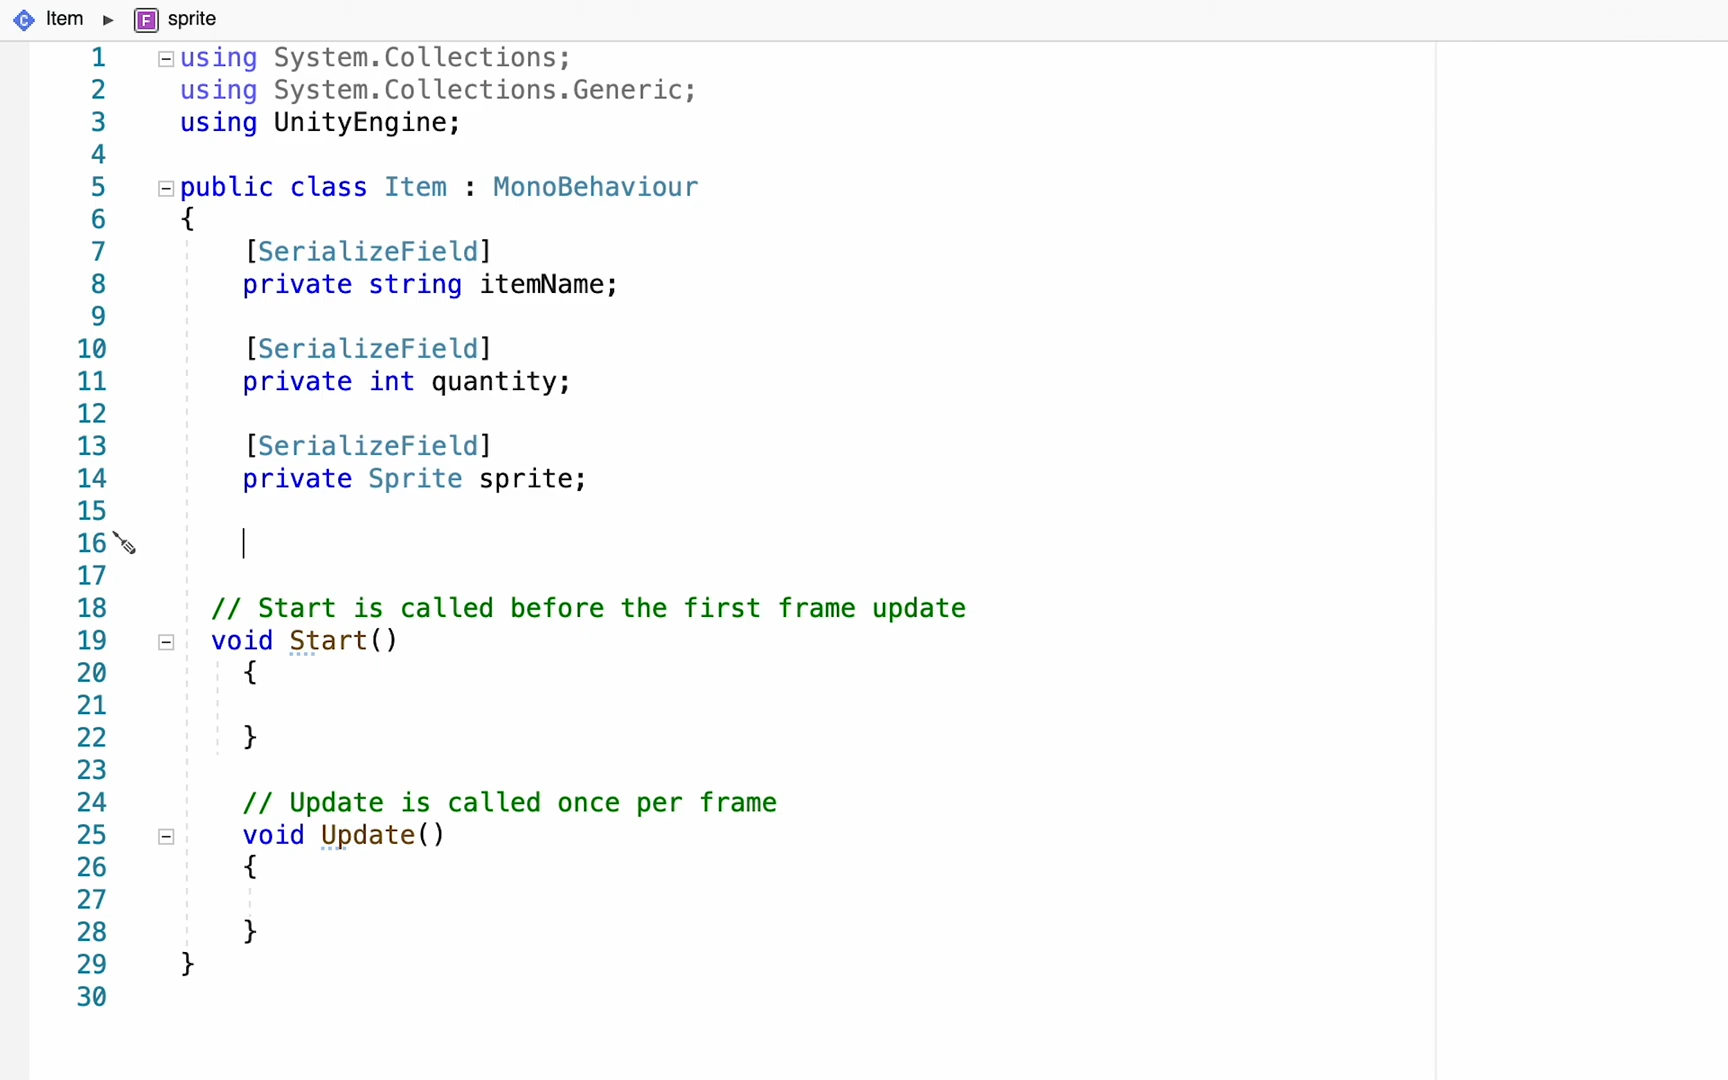 Item ▶ F sprite
1 using System.Collections;
2 using System.Collections.Generic;
3 using UnityEngine;
4
5 public class Item : MonoBehaviour
6 {
7 [SerializeField]
8 private string itemName;
9
10 [SerializeField]
11 private int quantity;
12
13 [SerializeField]
14 private Sprite sprite;
15
16
17
18 // Start is called before the first frame update
19 void Start()
20 {
21
22 }
23
24 // Update is called once per frame
25 void Update()
26 {
27
28 }
29 }
30